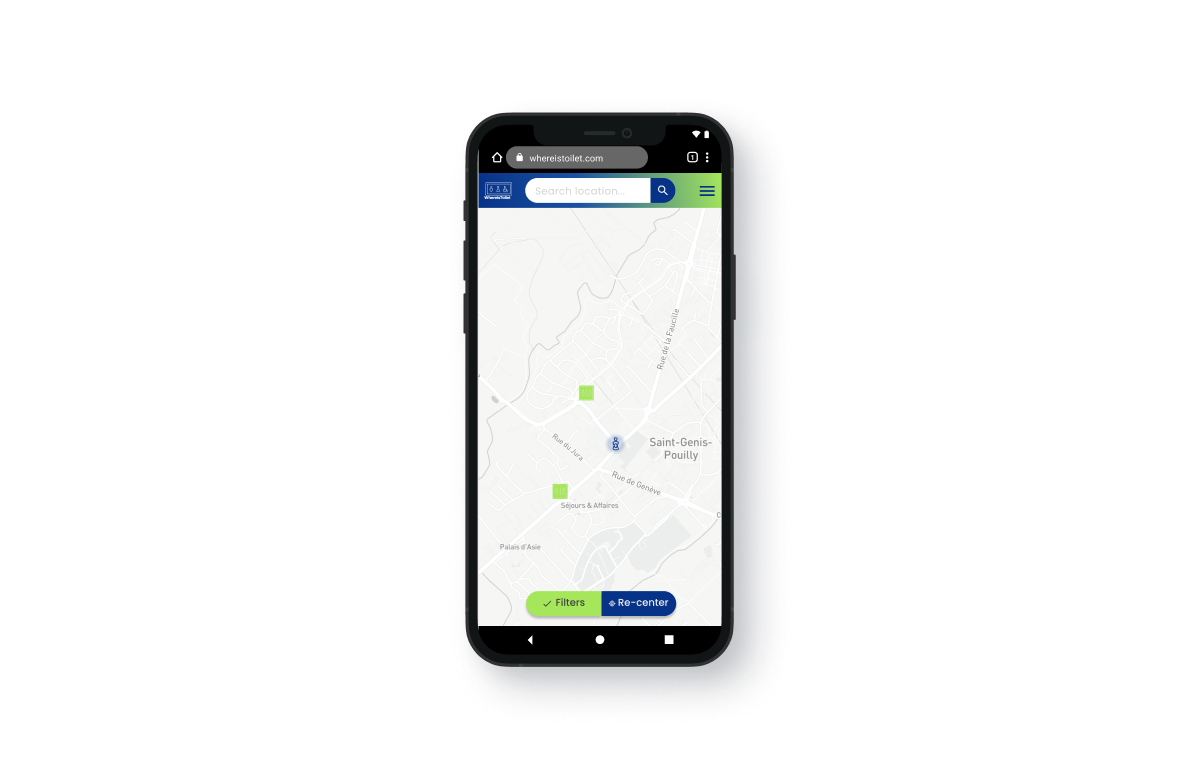 whereistoilet.com
1
WhereIsToilet
Search location...
Rue de la Faucille
Rue du Jura
Saint-Genis-
Pouilly
Rue de Genève
Séjours & Affaires
Palais d'Asie
Filters
Re-center